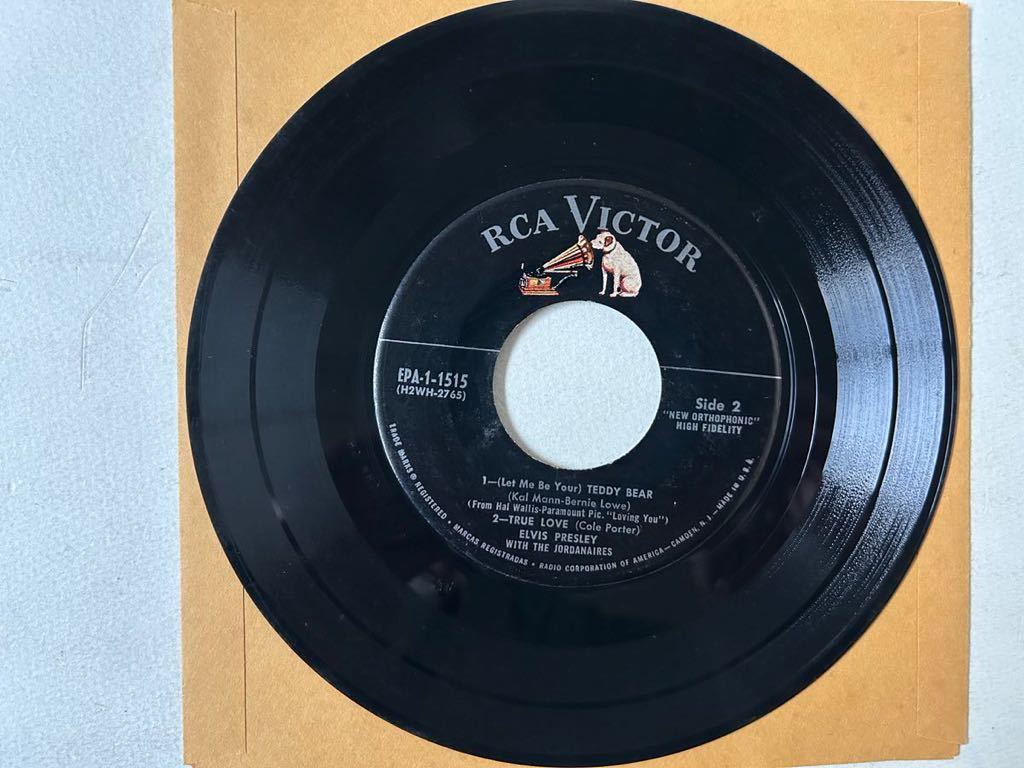 RCA VICTOR
EPA-1-1515
(H2WH-2765)
Side 2
"NEW ORTHOPHONIC"
HIGH FIDELITY
1—(Let Me Be Your) TEDDY BEAR
(Kal Mann-Bernie Lowe)
(From Hal Wallis-Paramount Pic. "Loving You")
2—TRUE LOVE (Cole Porter)
ELVIS PRESLEY
WITH THE JORDANAIRES
TRADE MARKS ® REGISTERED • MARCAS REGISTRADAS • RADIO CORPORATION OF AMERICA—CAMDEN, N. J.—MADE IN U.S.A.